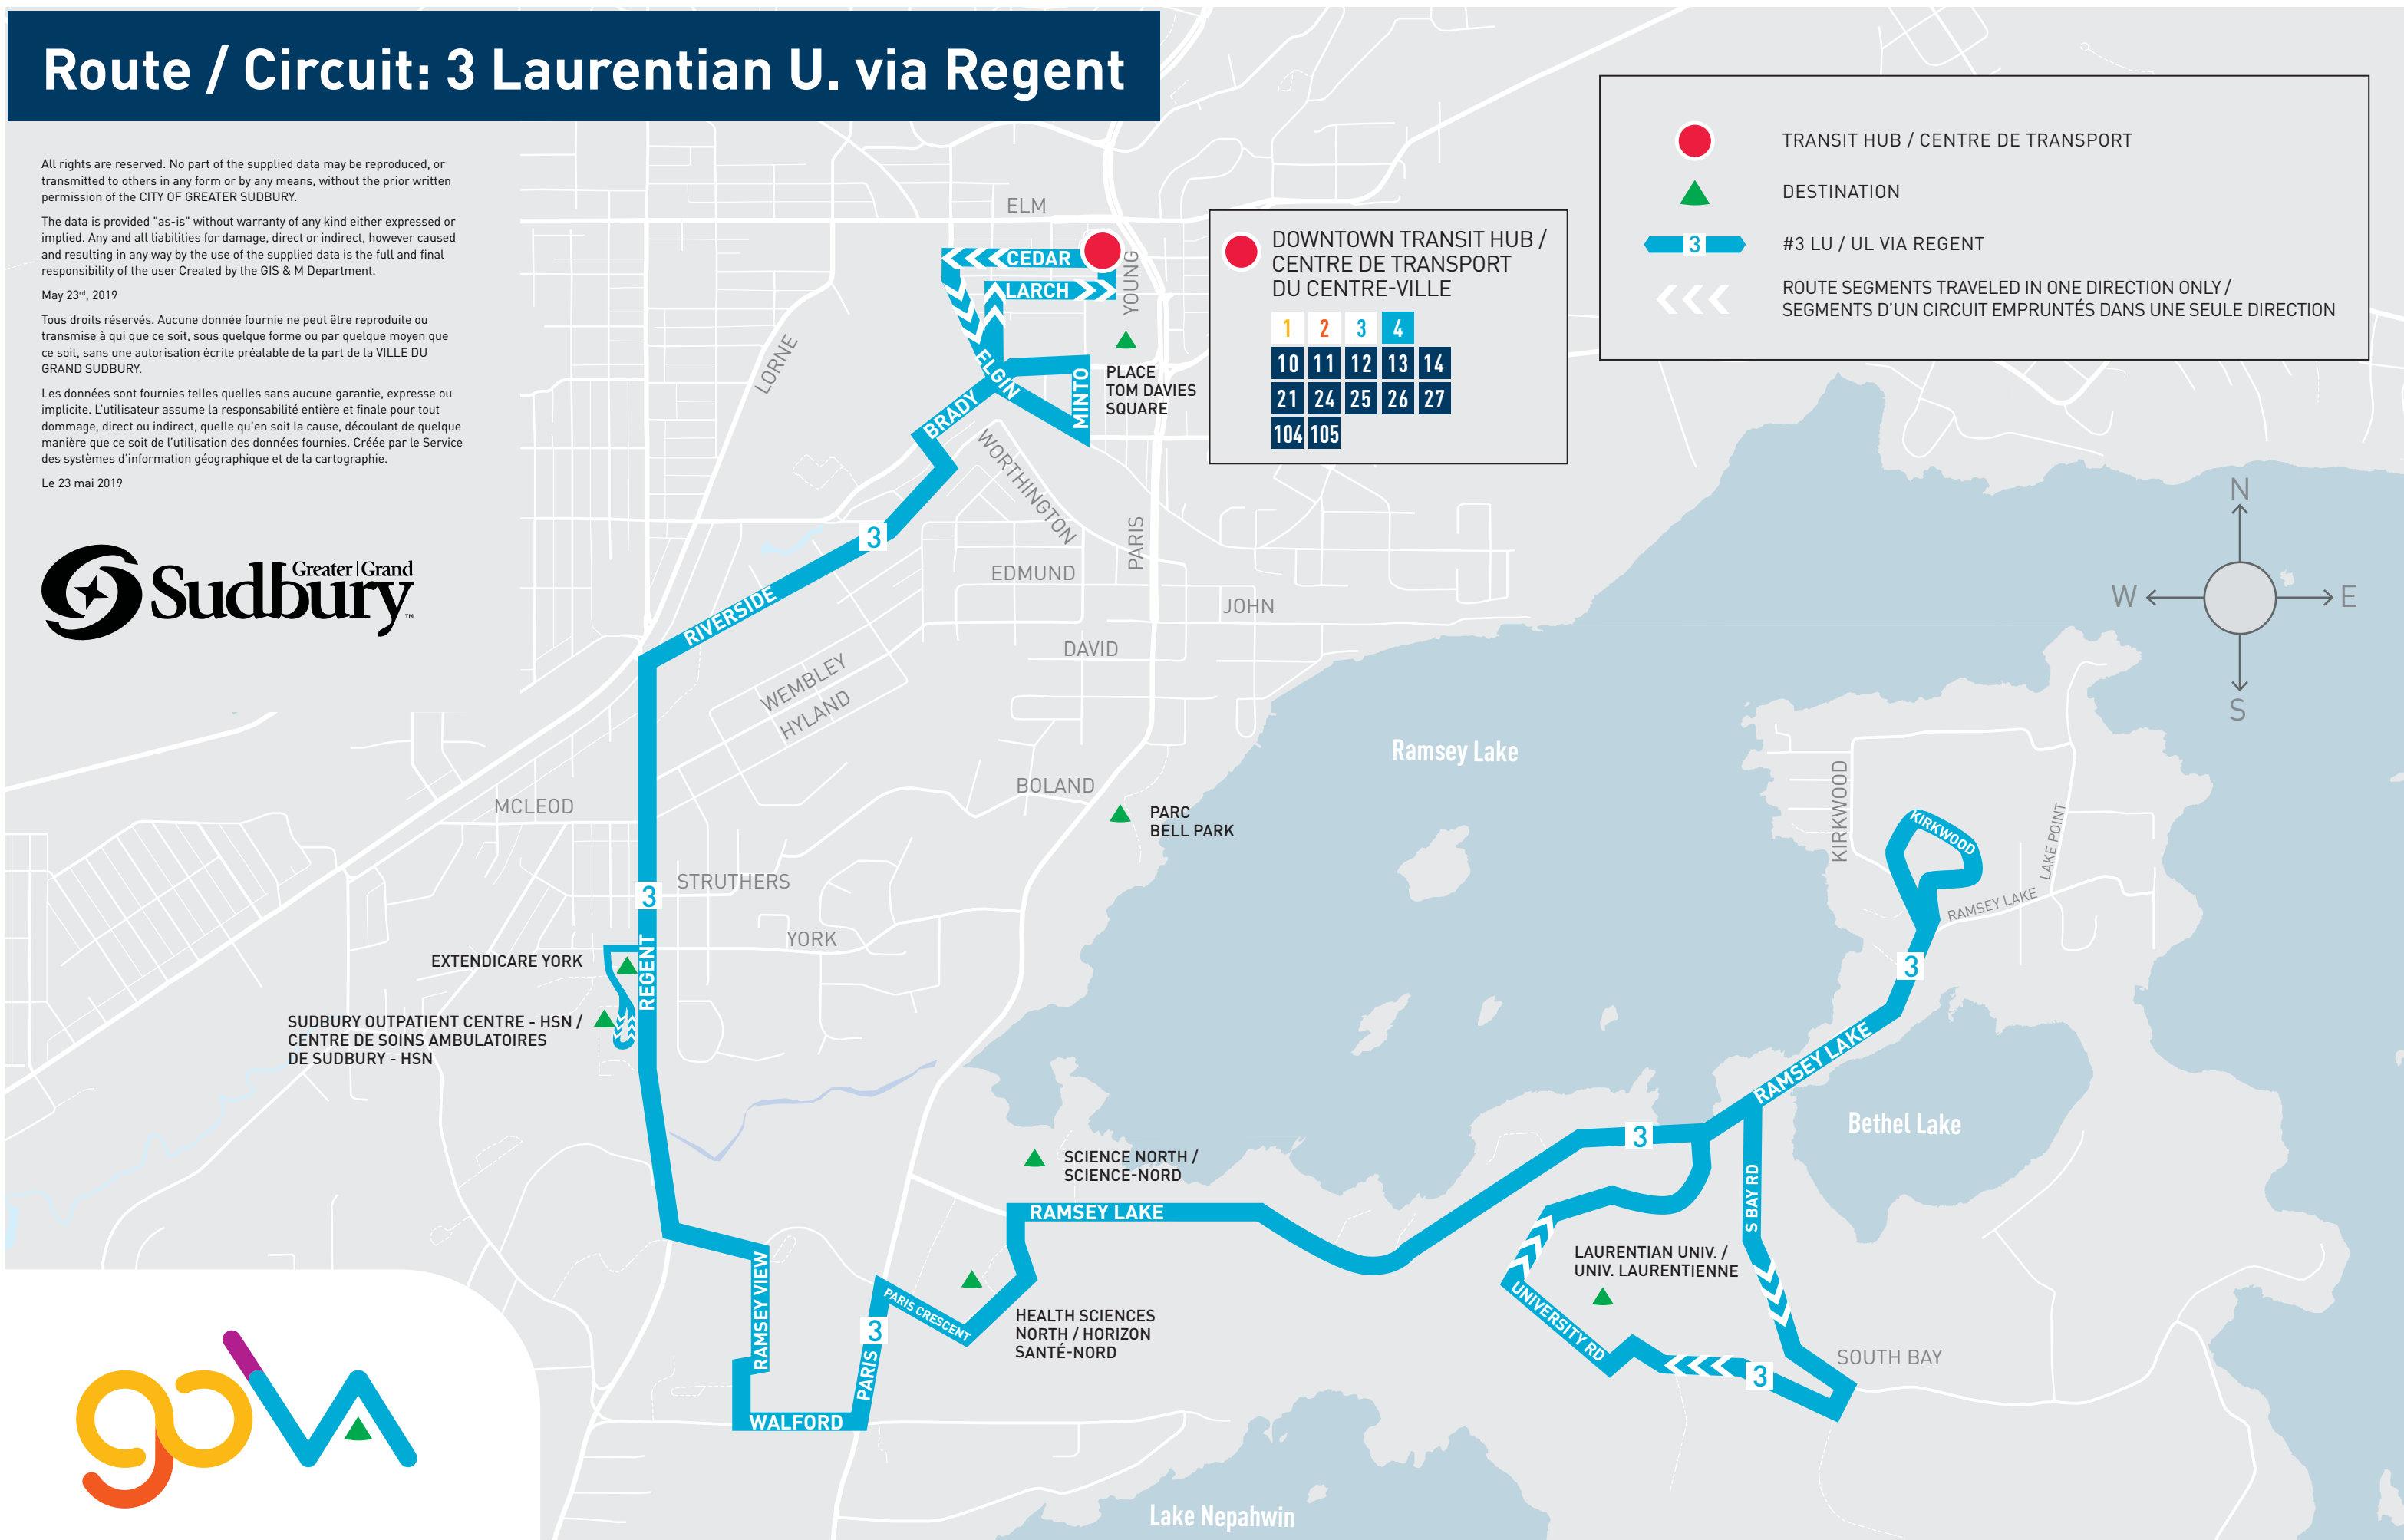 Route / Circuit: 3 Laurentian U. via Regent
All rights are reserved. No part of the supplied data may be reproduced, or
transmitted to others in any form or by any means, without the prior written
permission of the CITY OF GREATER SUDBURY.
The data is provided "as-is" without warranty of any kind either expressed or
implied. Any and all liabilities for damage, direct or indirect, however caused
and resulting in any way by the use of the supplied data is the full and final
responsibility of the user Created by the GIS & M Department.
May 23rd, 2019
Tous droits réservés. Aucune donnée fournie ne peut être reproduite ou
transmise à qui que ce soit, sous quelque forme ou par quelque moyen que
ce soit, sans une autorisation écrite préalable de la part de la VILLE DU
GRAND SUDBURY.
Les données sont fournies telles quelles sans aucune garantie, expresse ou
implicite. L'utilisateur assume la responsabilité entière et finale pour tout
dommage, direct ou indirect, quelle qu'en soit la cause, découlant de quelque
manière que ce soit de l'utilisation des données fournies. Créée par le Service
des systèmes d'information géographique et de la cartographie.
Le 23 mai 2019
Greater | Grand
Sudbury™
gova
TRANSIT HUB / CENTRE DE TRANSPORT
DESTINATION
3
#3 LU / UL VIA REGENT
ROUTE SEGMENTS TRAVELED IN ONE DIRECTION ONLY /
SEGMENTS D'UN CIRCUIT EMPRUNTÉS DANS UNE SEULE DIRECTION
DOWNTOWN TRANSIT HUB /
CENTRE DE TRANSPORT
DU CENTRE-VILLE
1 2 3 4
10 11 12 13 14
21 24 25 26 27
104 105
N
W
E
S
ELM
CEDAR
LARCH
YOUNG
LORNE
ELGIN
MINTO
PLACE
TOM DAVIES
SQUARE
BRADY
WORTHINGTON
3
PARIS
EDMUND
JOHN
RIVERSIDE
DAVID
WEMBLEY
HYLAND
BOLAND
MCLEOD
PARC
BELL PARK
Ramsey Lake
STRUTHERS
3
YORK
REGENT
EXTENDICARE YORK
SUDBURY OUTPATIENT CENTRE - HSN /
CENTRE DE SOINS AMBULATOIRES
DE SUDBURY - HSN
KIRKWOOD
KIRKWOOD
LAKE POINT
RAMSEY LAKE
3
RAMSEY LAKE
Bethel Lake
3
SCIENCE NORTH /
SCIENCE-NORD
RAMSEY LAKE
S BAY RD
RAMSEY VIEW
PARIS CRESCENT
3
PARIS
WALFORD
HEALTH SCIENCES
NORTH / HORIZON
SANTÉ-NORD
LAURENTIAN UNIV. /
UNIV. LAURENTIENNE
UNIVERSITY RD
3
SOUTH BAY
Lake Nepahwin